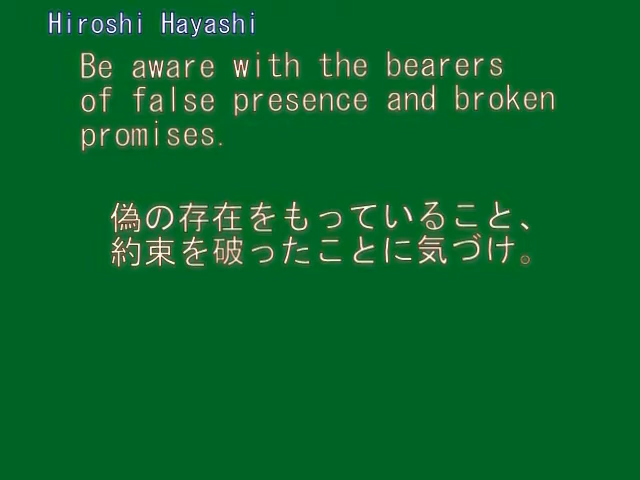 Hiroshi Hayashi
Be aware with the bearers
of false presence and broken
promises.
偽の存在をもっていること、
約束を破ったことに気づけ。